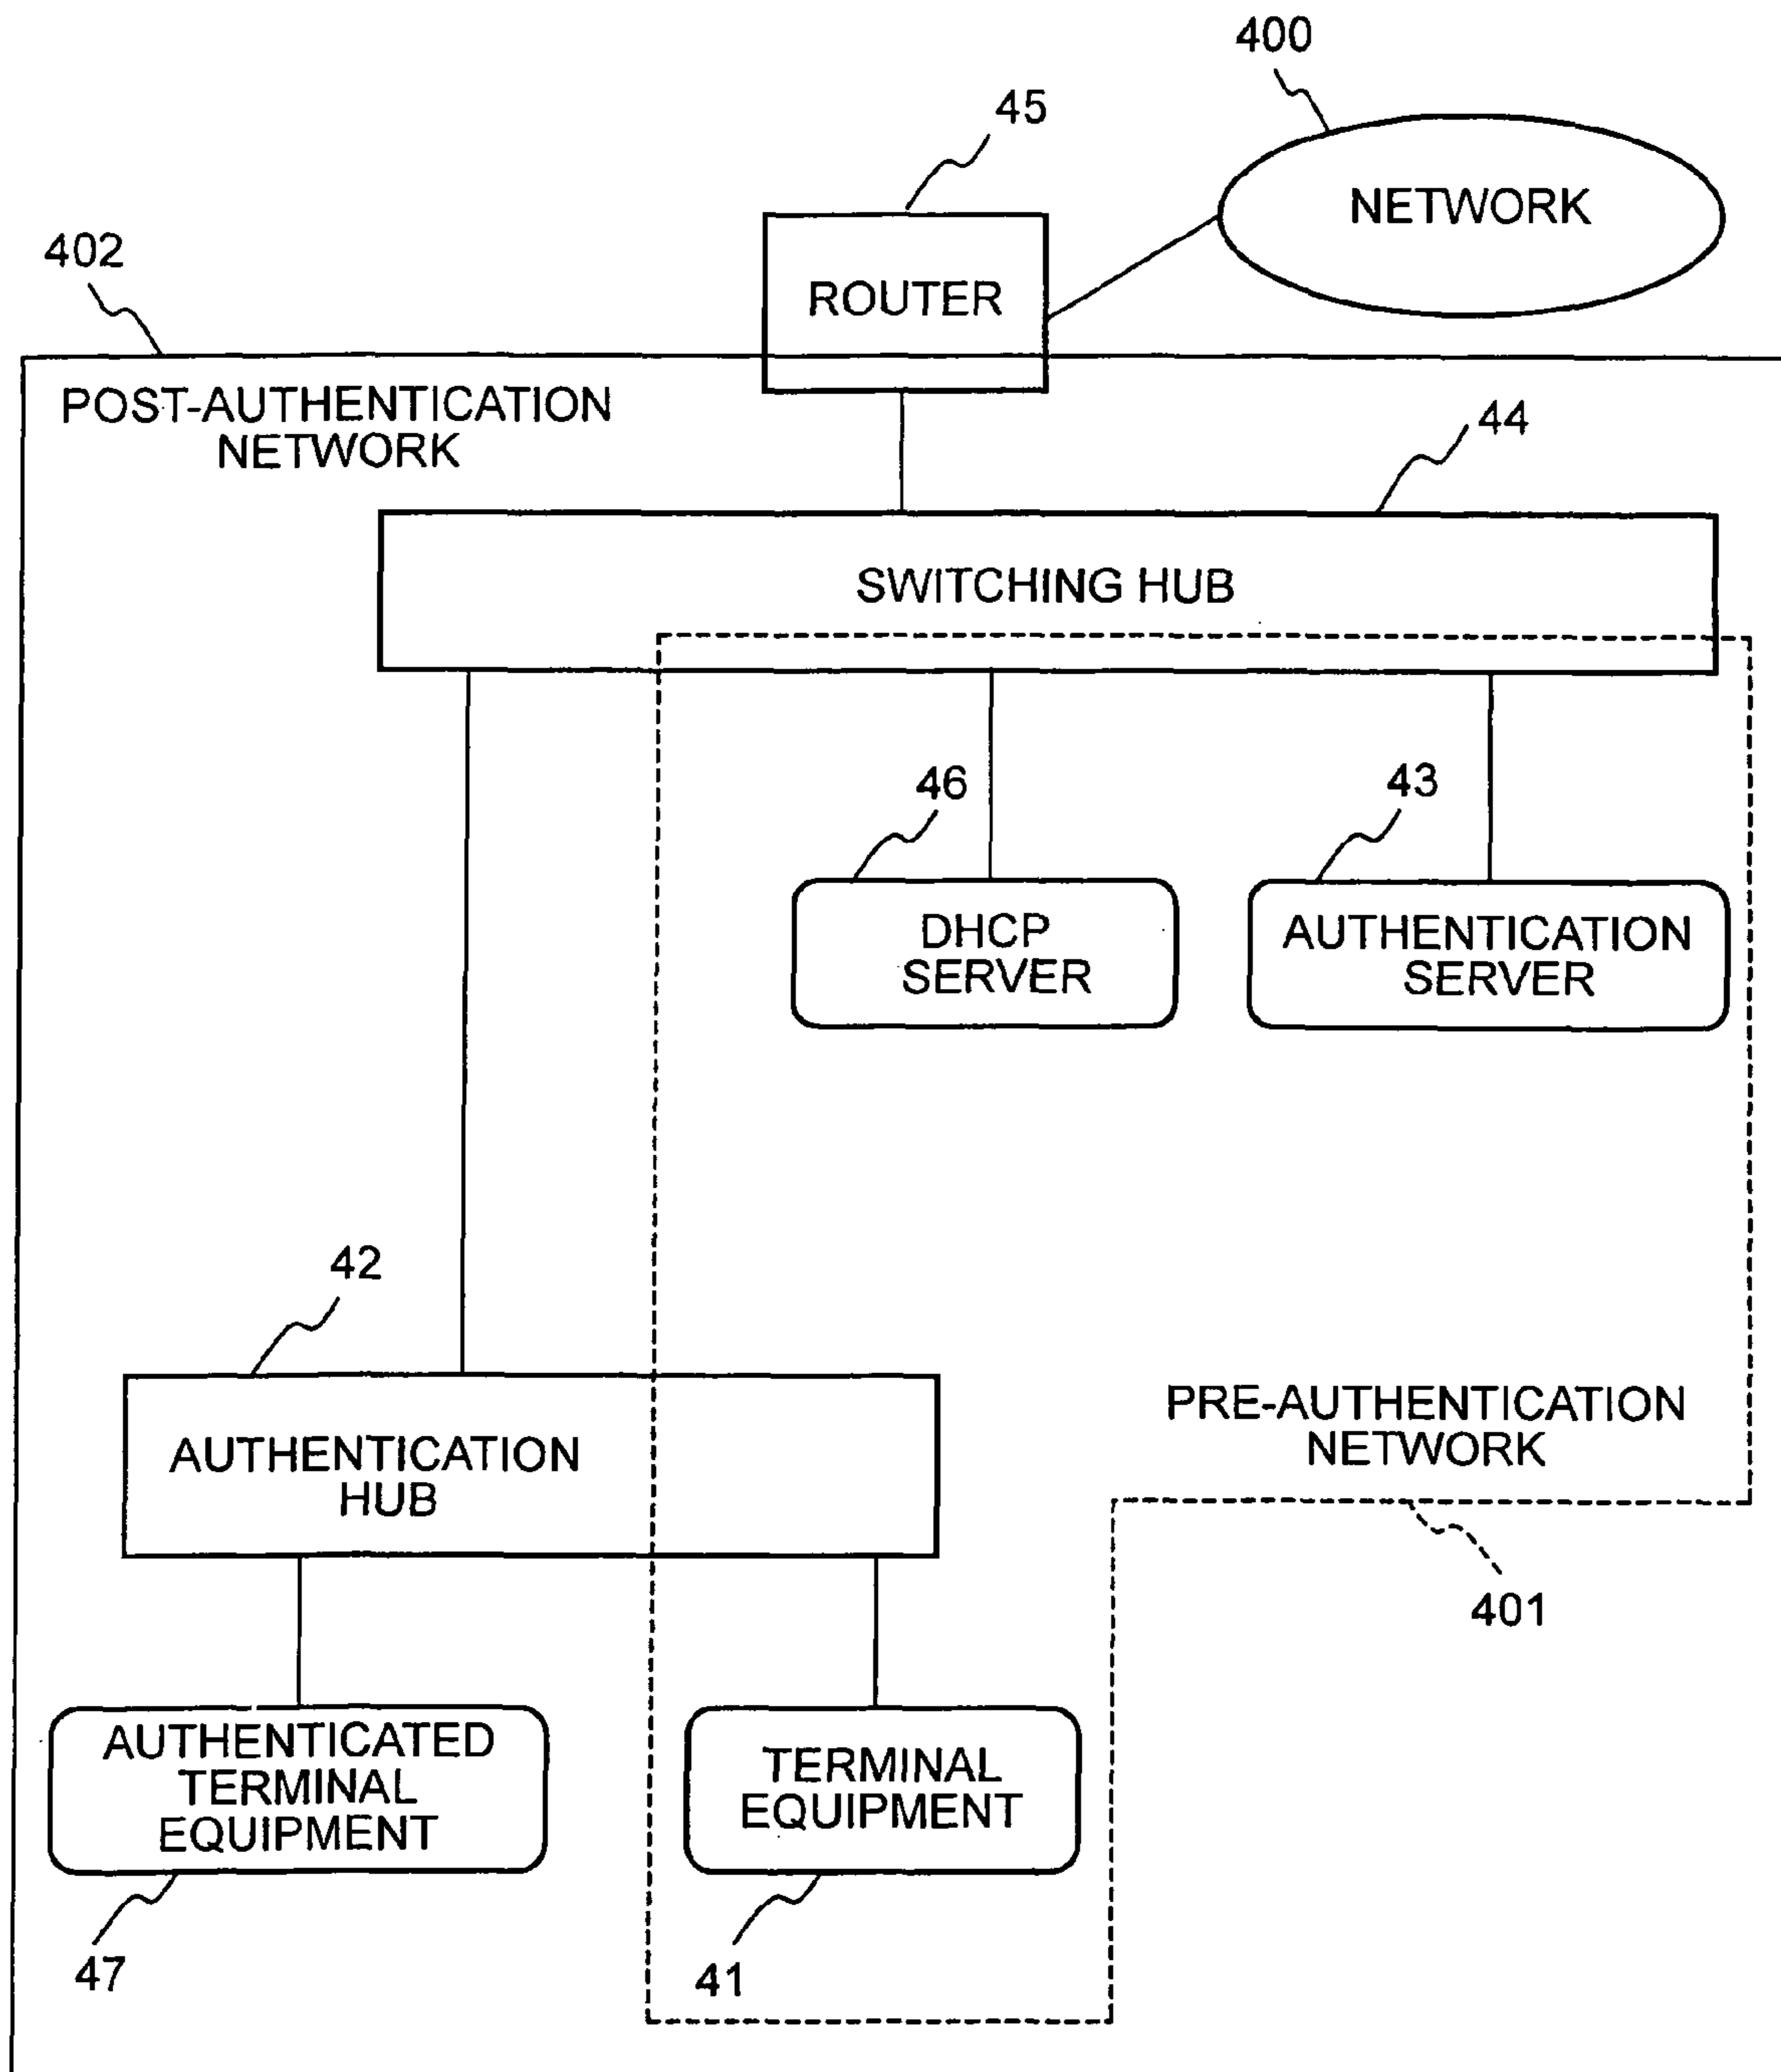 400
45
NETWORK
402
ROUTER
POST-AUTHENTICATION
NETWORK
44
SWITCHING HUB
46
43
DHCP
SERVER
AUTHENTICATION
SERVER
42
PRE-AUTHENTICATION
NETWORK
AUTHENTICATION
HUB
401
AUTHENTICATED
TERMINAL
EQUIPMENT
TERMINAL
EQUIPMENT
47
41